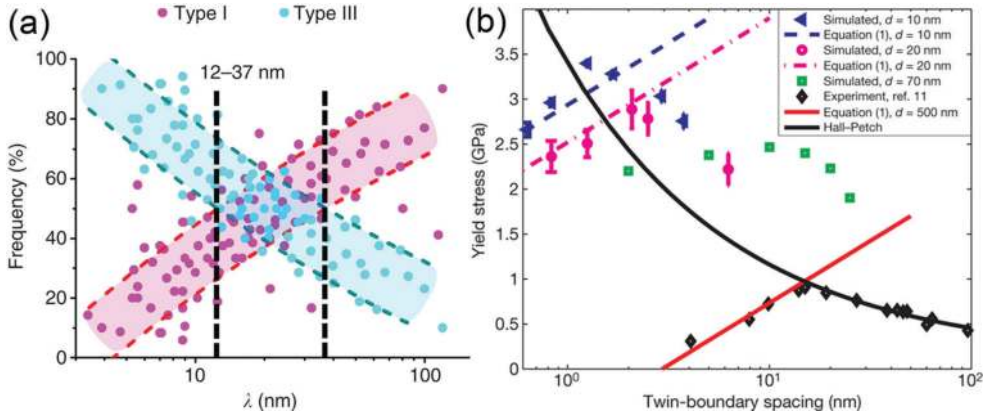 (a)
Type I
Type III
12–37 nm
Frequency (%)
100
80
60
40
20
0
10
100
λ (nm)
(b)
Yield stress (GPa)
3.5
3
2.5
2
1.5
1
0.5
0
10⁰
10¹
10²
Twin-boundary spacing (nm)
Simulated, d = 10 nm
Equation (1), d = 10 nm
Simulated, d = 20 nm
Equation (1), d = 20 nm
Simulated, d = 70 nm
Experiment, ref. 11
Equation (1), d = 500 nm
Hall–Petch